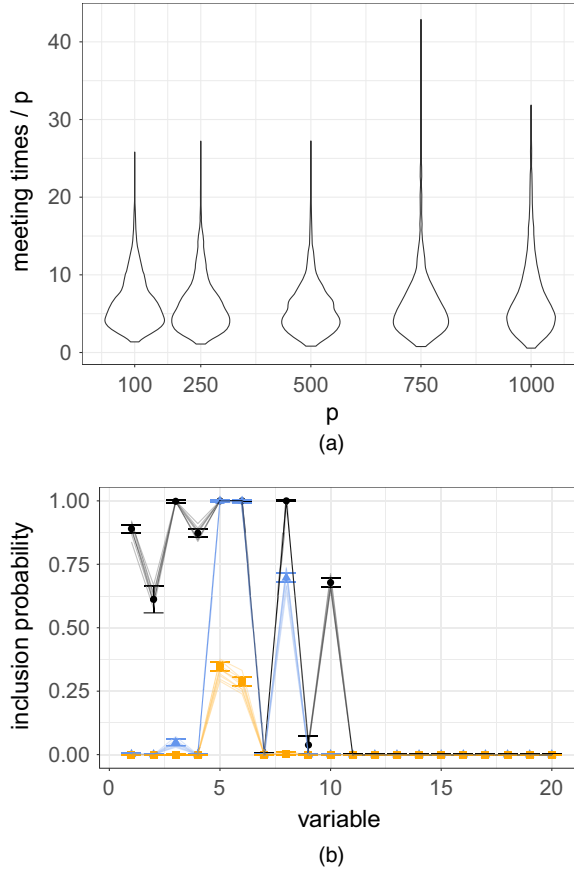 meeting times / p
40
30
20
10
0
100 250 500 750 1000
p
(a)
inclusion probability
1.00
0.75
0.50
0.25
0.00
0 5 10 15 20
variable
(b)